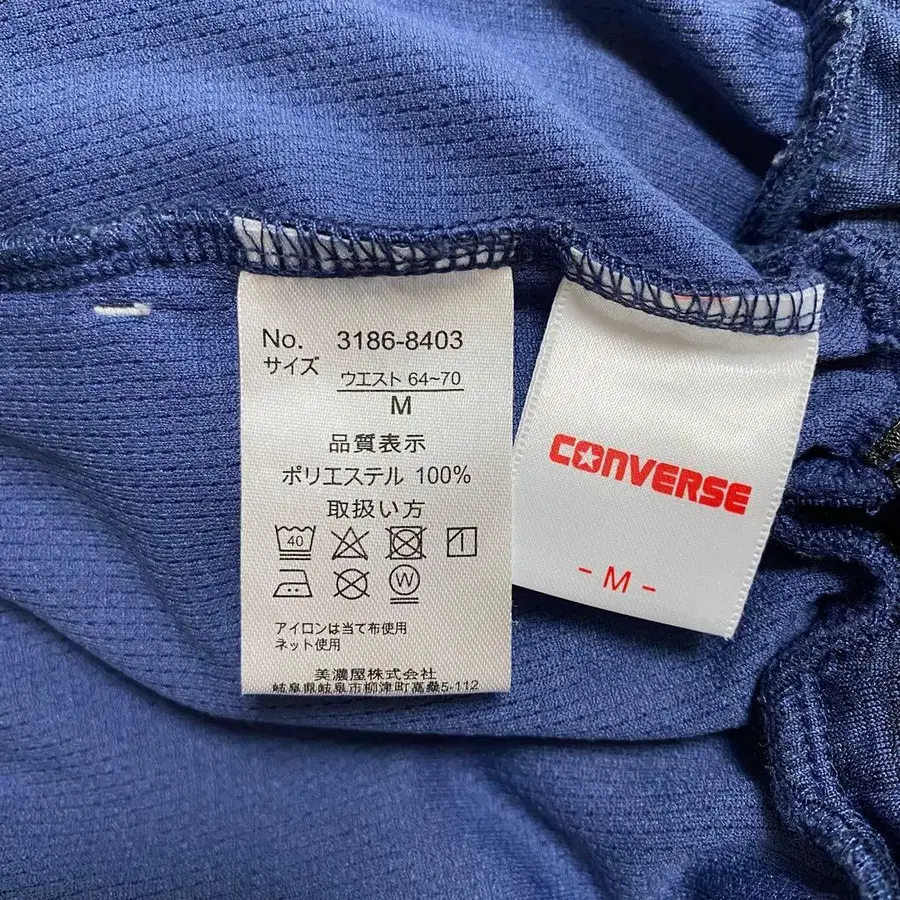 No. 3186-8403
サイズ
ウエスト 64~70
M
品質表示
ポリエステル 100%
取扱い方
40
W
アイロンは当て布使用
ネット使用
美濃屋株式会社
岐阜県岐阜市柳津町高桑5-112
CONVERSE
- M -